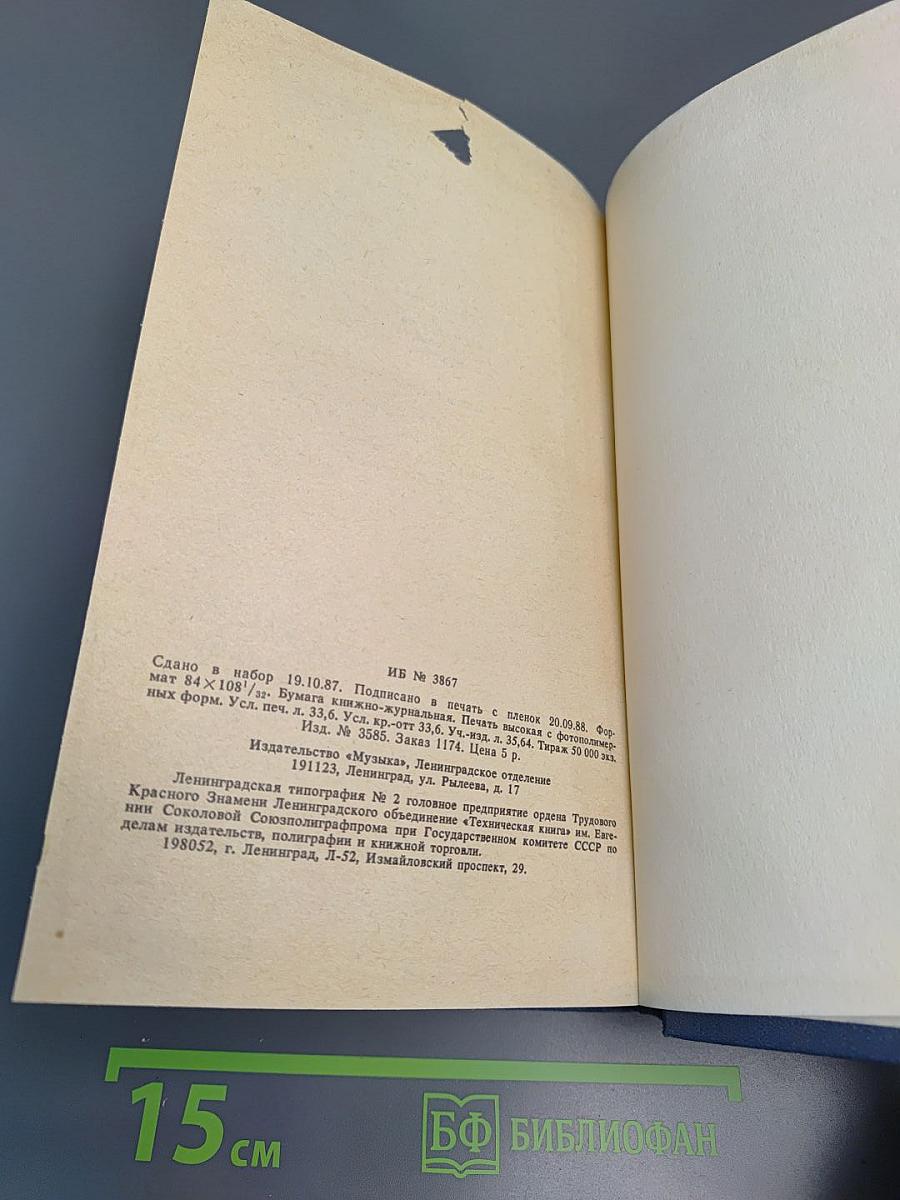 ИБ № 3867
Сдано в набор 19.10.87. Подписано в печать с пленок 20.09.88. Фор-
мат 84×108¹/₃₂. Бумага книжно-журнальная. Печать высокая с фотополимер-
ных форм. Усл. печ. л. 33,6. Усл. кр.-отт 33,6. Уч.-изд. л. 35,64. Тираж 50 000 экз.
Изд. № 3585. Заказ 1174. Цена 5 р.
Издательство «Музыка», Ленинградское отделение
191123, Ленинград, ул. Рылеева, д. 17
Ленинградская типография № 2 головное предприятие ордена Трудового
Красного Знамени Ленинградского объединение «Техническая книга» им. Евге-
нии Соколовой Союзполиграфпрома при Государственном комитете СССР по
делам издательств, полиграфии и книжной торговли.
198052, г. Ленинград, Л-52, Измайловский проспект, 29.
15 см
БФ БИБЛИОФАН